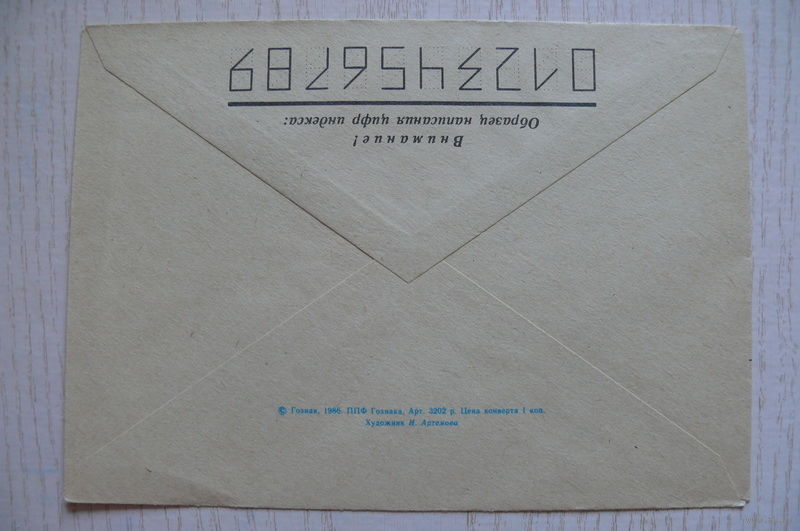 Внимание!
Образец написания цифр индекса:
0123456789
© Гознак, 1986. ППФ Гознака, Арт. 3202 р. Цена конверта 1 коп.
Художник Н. Артемова